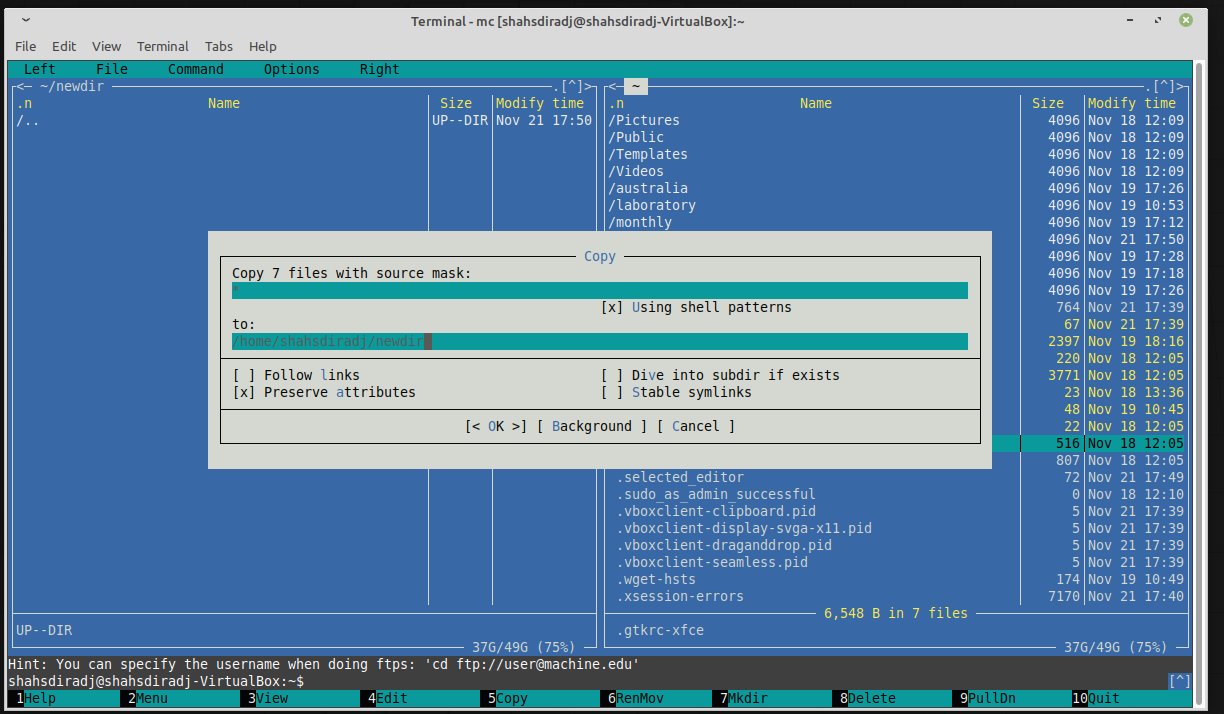 Terminal - mc [shahsdiradj@shahsdiradj-VirtualBox]:~
File Edit View Terminal Tabs Help
Left File Command Options Right
<─ ~/newdir .[^]> <─ ~ .[^]>
.n Name Size Modify time .n Name Size Modify time
/.. UP--DIR Nov 21 17:50 /Pictures 4096 Nov 18 12:09
/Public 4096 Nov 18 12:09
/Templates 4096 Nov 18 12:09
/Videos 4096 Nov 18 12:09
/australia 4096 Nov 19 17:26
/laboratory 4096 Nov 19 10:53
/monthly 4096 Nov 19 17:12
4096 Nov 21 17:50
Copy 4096 Nov 19 17:28
Copy 7 files with source mask: 4096 Nov 19 17:18
* 4096 Nov 19 17:26
[x] Using shell patterns 764 Nov 21 17:39
to: 67 Nov 21 17:39
/home/shahsdiradj/newdir 2397 Nov 19 18:16
220 Nov 18 12:05
[ ] Follow links [ ] Dive into subdir if exists 3771 Nov 18 12:05
[x] Preserve attributes [ ] Stable symlinks 23 Nov 18 13:36
48 Nov 19 10:45
[< OK >] [ Background ] [ Cancel ] 22 Nov 18 12:05
516 Nov 18 12:05
807 Nov 18 12:05
.selected_editor 72 Nov 21 17:49
.sudo_as_admin_successful 0 Nov 18 12:10
.vboxclient-clipboard.pid 5 Nov 21 17:39
.vboxclient-display-svga-x11.pid 5 Nov 21 17:39
.vboxclient-draganddrop.pid 5 Nov 21 17:39
.vboxclient-seamless.pid 5 Nov 21 17:39
.wget-hsts 174 Nov 19 10:49
.xsession-errors 7170 Nov 21 17:40
6,548 B in 7 files
UP--DIR .gtkrc-xfce
37G/49G (75%) 37G/49G (75%)
Hint: You can specify the username when doing ftps: 'cd ftp://user@machine.edu'
shahsdiradj@shahsdiradj-VirtualBox:~$ [^]
1Help 2Menu 3View 4Edit 5Copy 6RenMov 7Mkdir 8Delete 9PullDn 10Quit